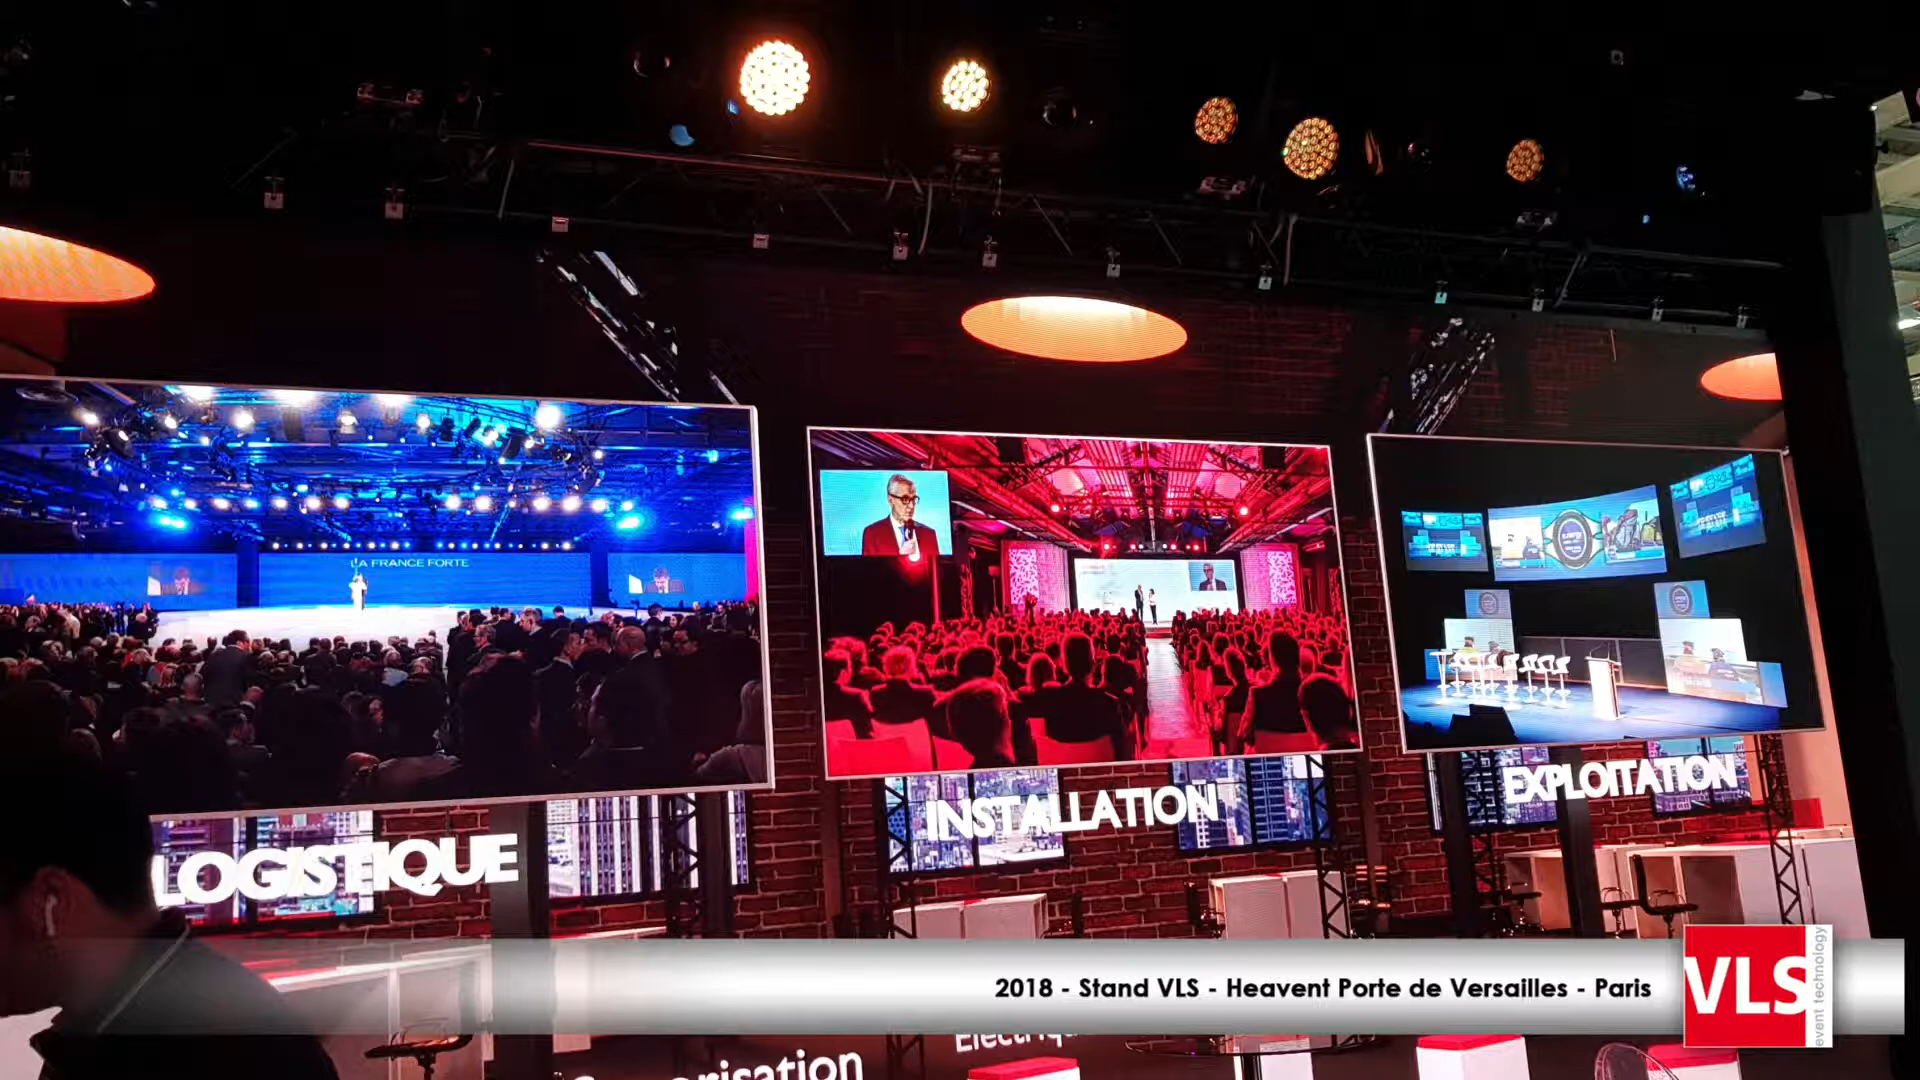 LA FRANCE FORTE
LOGISTIQUE
INSTALLATION
EXPLOITATION
2018 - Stand VLS - Heavent Porte de Versailles - Paris
VLS
event technology